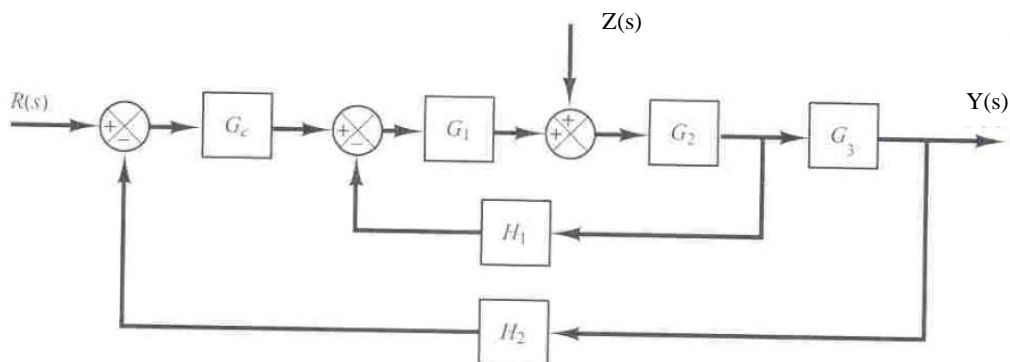 Z(s)
R(s)
Y(s)
+
−
G_c
+
−
G_1
+
+
G_2
G_3
H_1
H_2